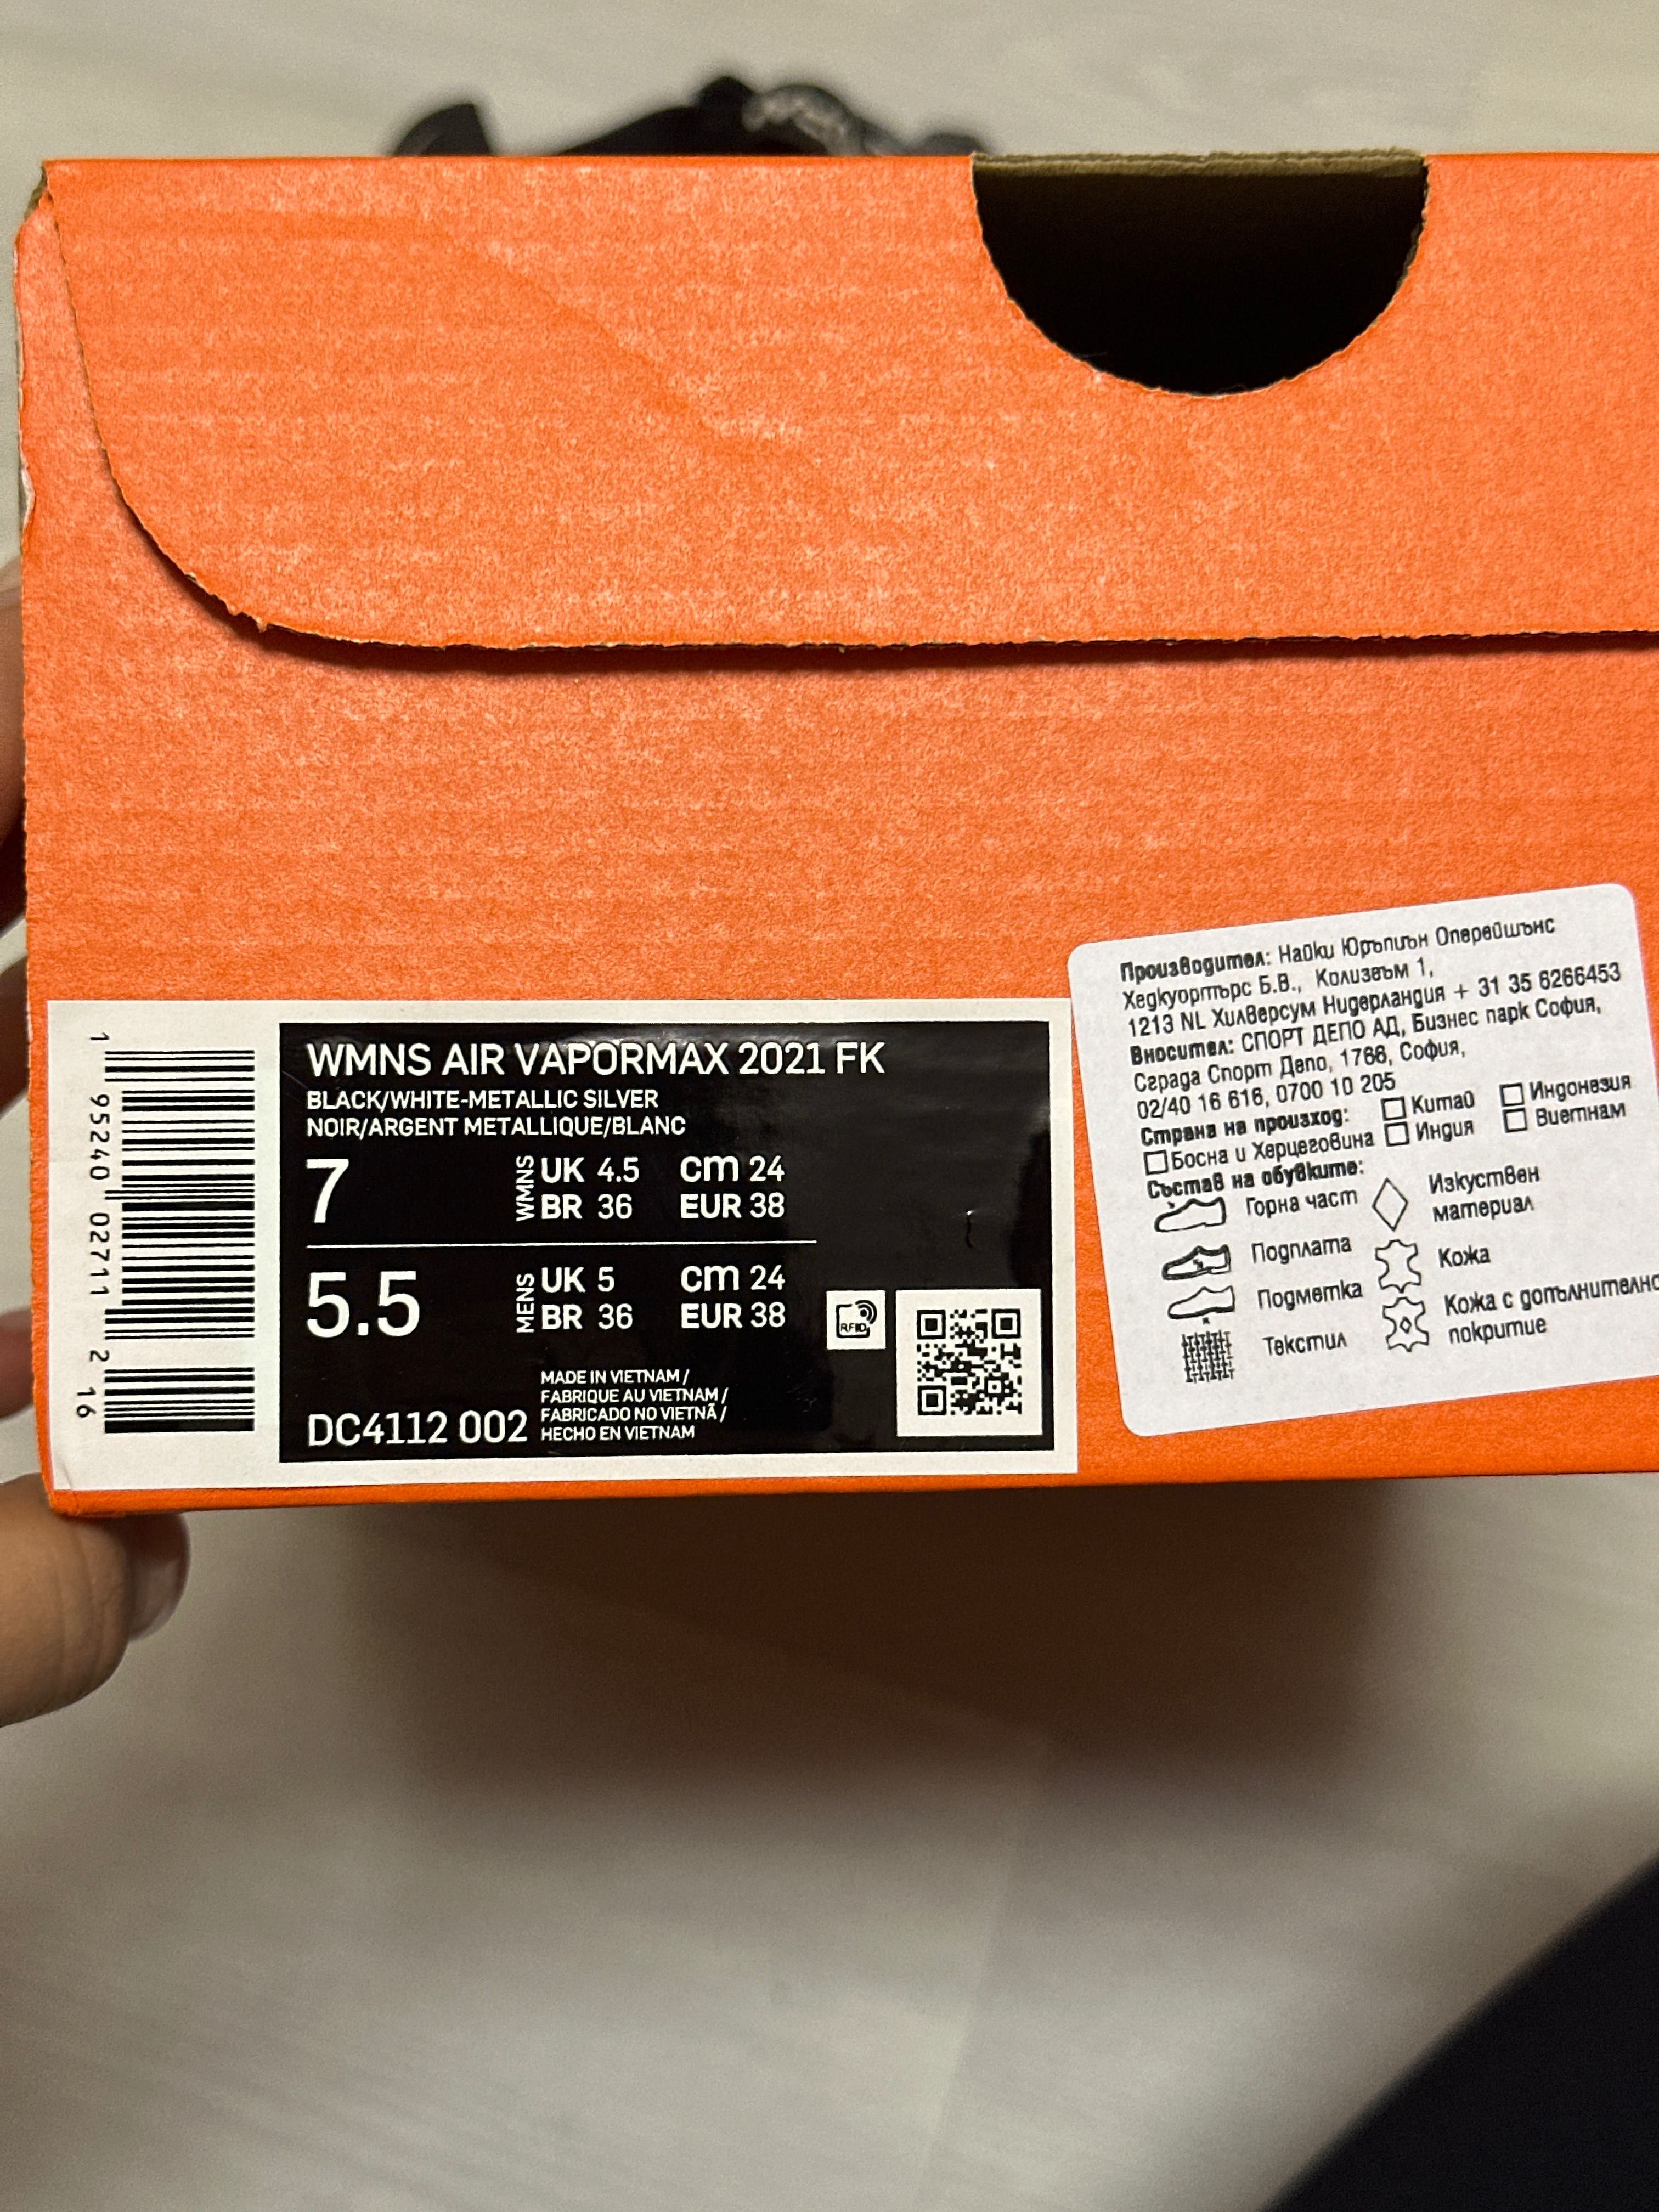 WMNS AIR VAPORMAX 2021 FK
BLACK/WHITE-METALLIC SILVER
NOIR/ARGENT METALLIQUE/BLANC
7 WMNS UK 4.5 cm 24
BR 36 EUR 38
5.5 MENS UK 5 cm 24
BR 36 EUR 38
MADE IN VIETNAM /
FABRIQUE AU VIETNAM /
FABRICADO NO VIETNÃ /
HECHO EN VIETNAM
DC4112 002
RFID
1 95240 02711 2 16
Производител: Найки Юръпиън Оперейшънс
Хедкуортърс Б.В., Колизеъм 1,
1213 NL Хилверсум Нидерландия + 31 35 6266453
Вносител: СПОРТ ДЕПО АД, Бизнес парк София,
Сграда Спорт Депо, 1766, София,
02/40 16 616, 0700 10 205
Страна на произход: Китай Индонезия
Босна и Херцеговина Индия Виетнам
Състав на обувките:
Горна част Изкуствен материал
Подплата Кожа
Подметка Кожа с допълнително покритие
Текстил